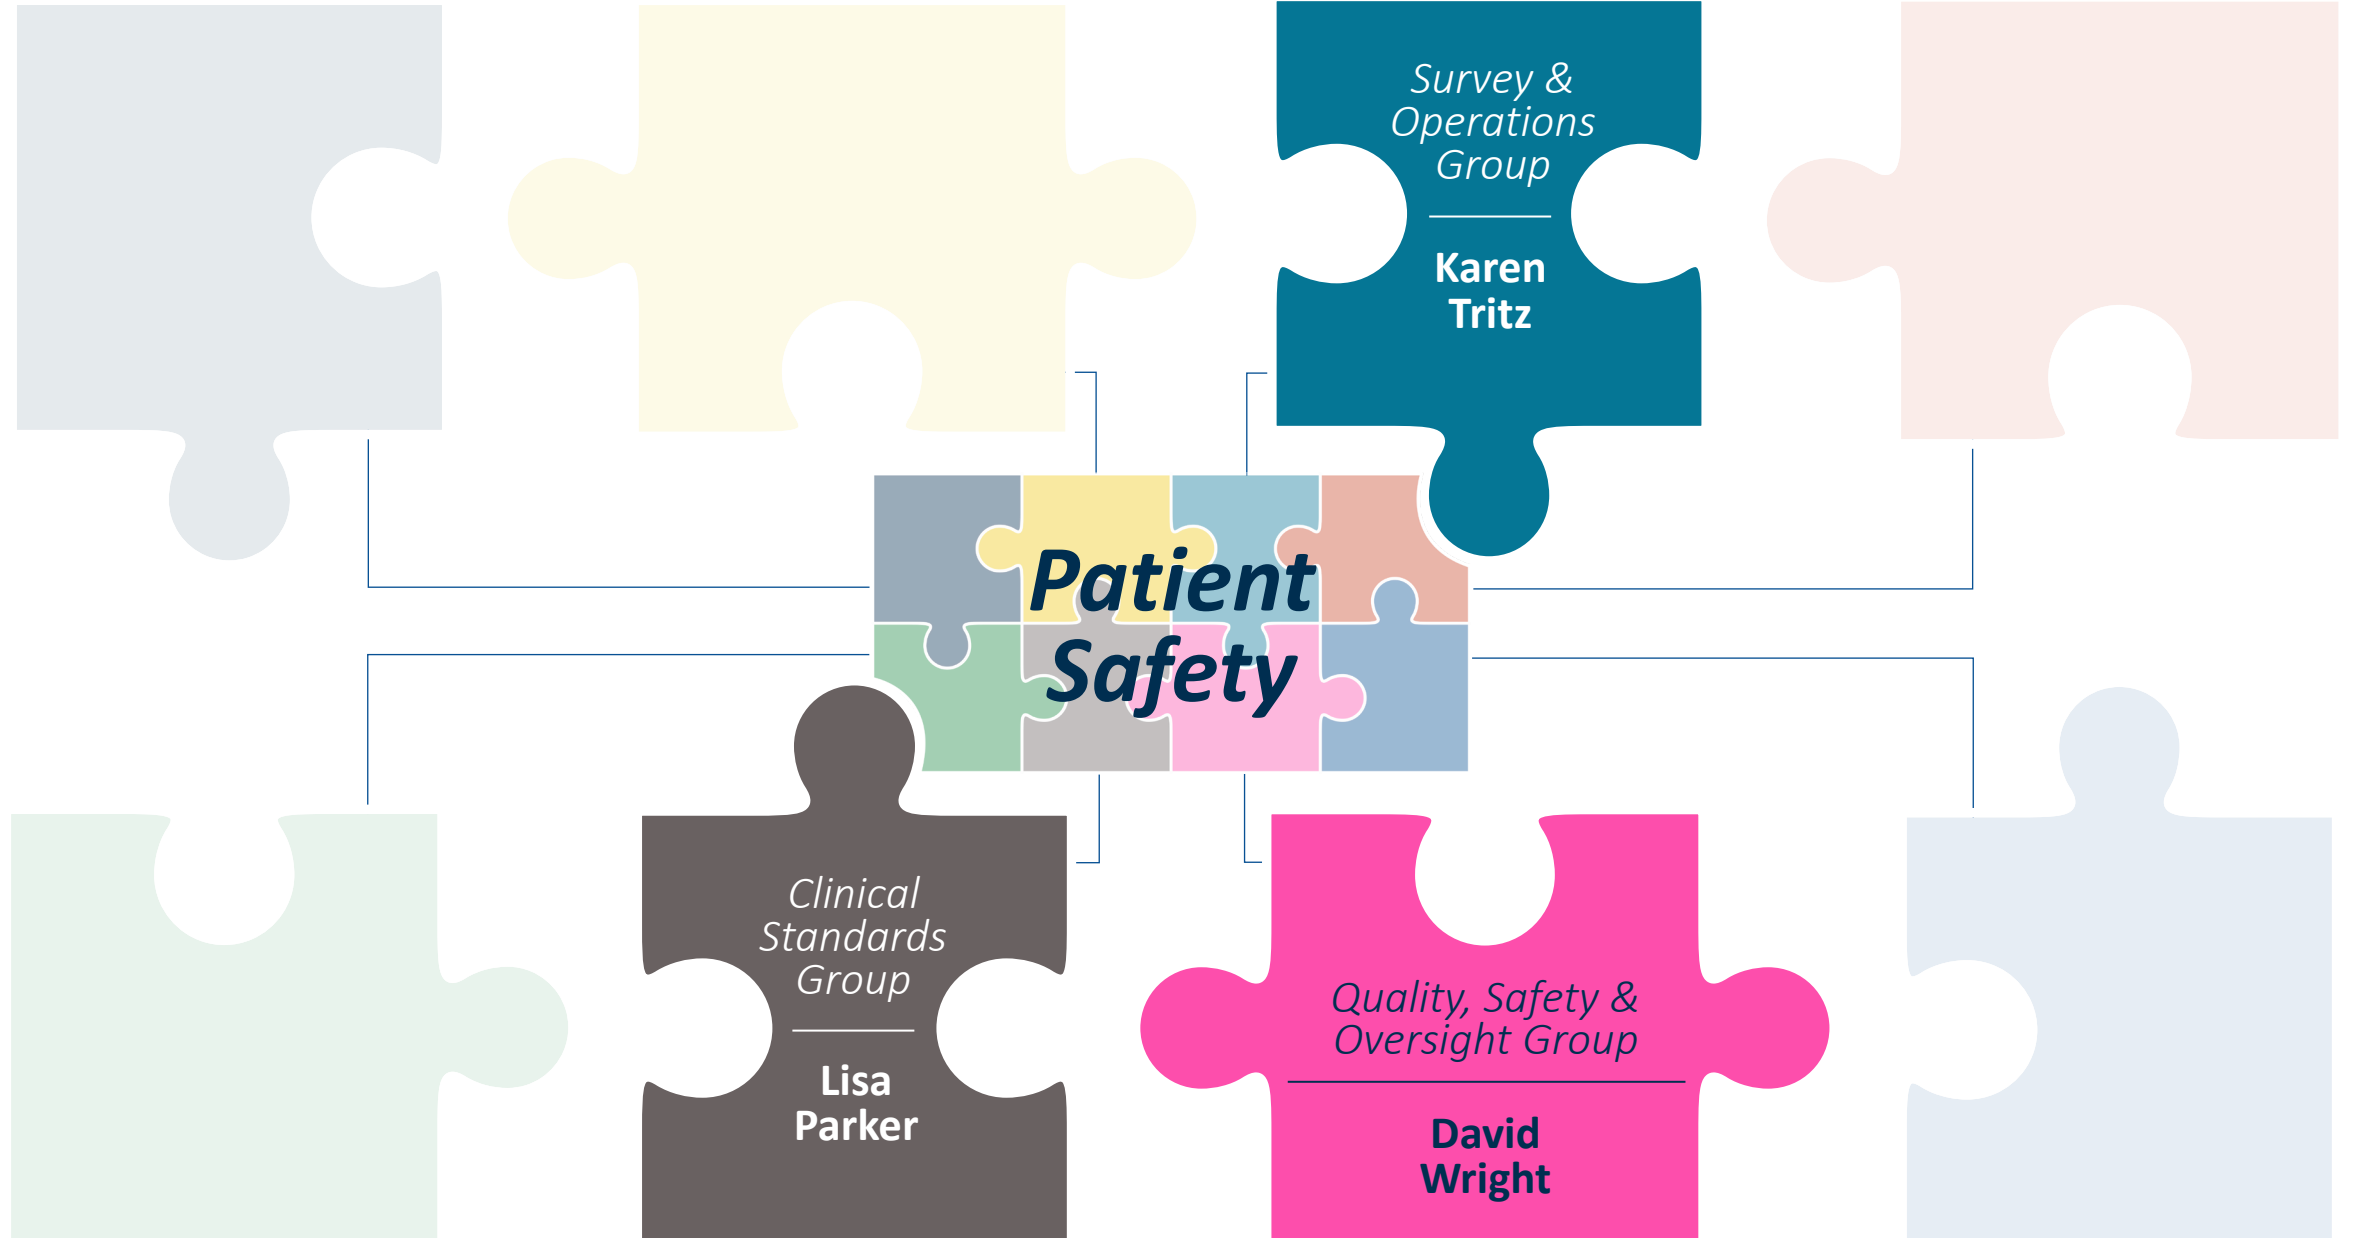 Survey &
Operations
Group
Karen
Tritz
Patient
Safety
Clinical
Standards
Group
Lisa
Parker
Quality, Safety &
Oversight Group
David
Wright